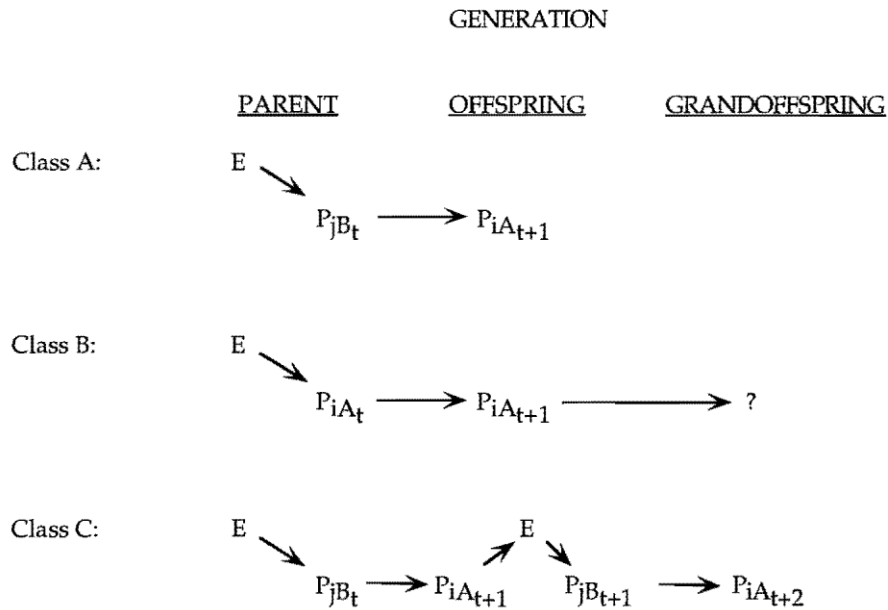 GENERATION
PARENT OFFSPRING GRANDOFFSPRING
Class A: E
PjBt PiAt+1
Class B: E
PiAt PiAt+1 ?
Class C: E E
PjBt PiAt+1 PjBt+1 PiAt+2